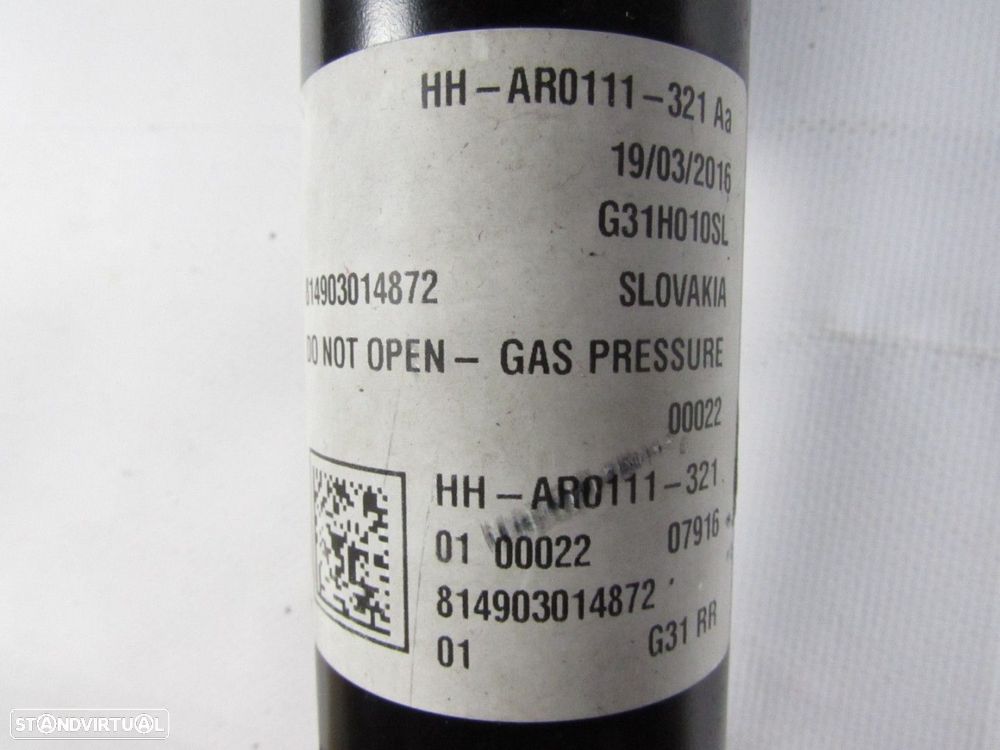 HH-AR0111-321 Aa
19/03/2016
G31H010SL
814903014872 SLOVAKIA
DO NOT OPEN - GAS PRESSURE
00022
HH-AR0111-321
01 00022 07916
814903014872
01 G31 RR
STANDVIRTUAL